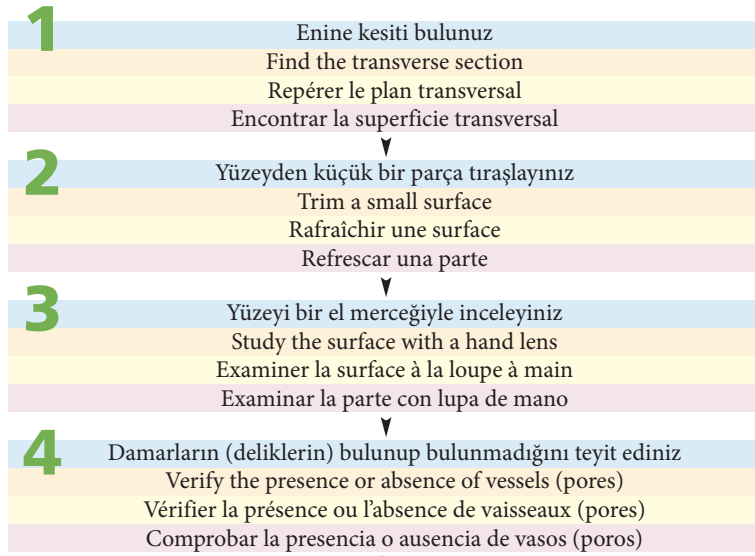 1
Enine kesiti bulunuz
Find the transverse section
Repérer le plan transversal
Encontrar la superficie transversal
2
Yüzeyden küçük bir parça tıraşlayınız
Trim a small surface
Rafraîchir une surface
Refrescar una parte
3
Yüzeyi bir el merceğiyle inceleyiniz
Study the surface with a hand lens
Examiner la surface à la loupe à main
Examinar la parte con lupa de mano
4
Damarların (deliklerin) bulunup bulunmadığını teyit ediniz
Verify the presence or absence of vessels (pores)
Vérifier la présence ou l’absence de vaisseaux (pores)
Comprobar la presencia o ausencia de vasos (poros)